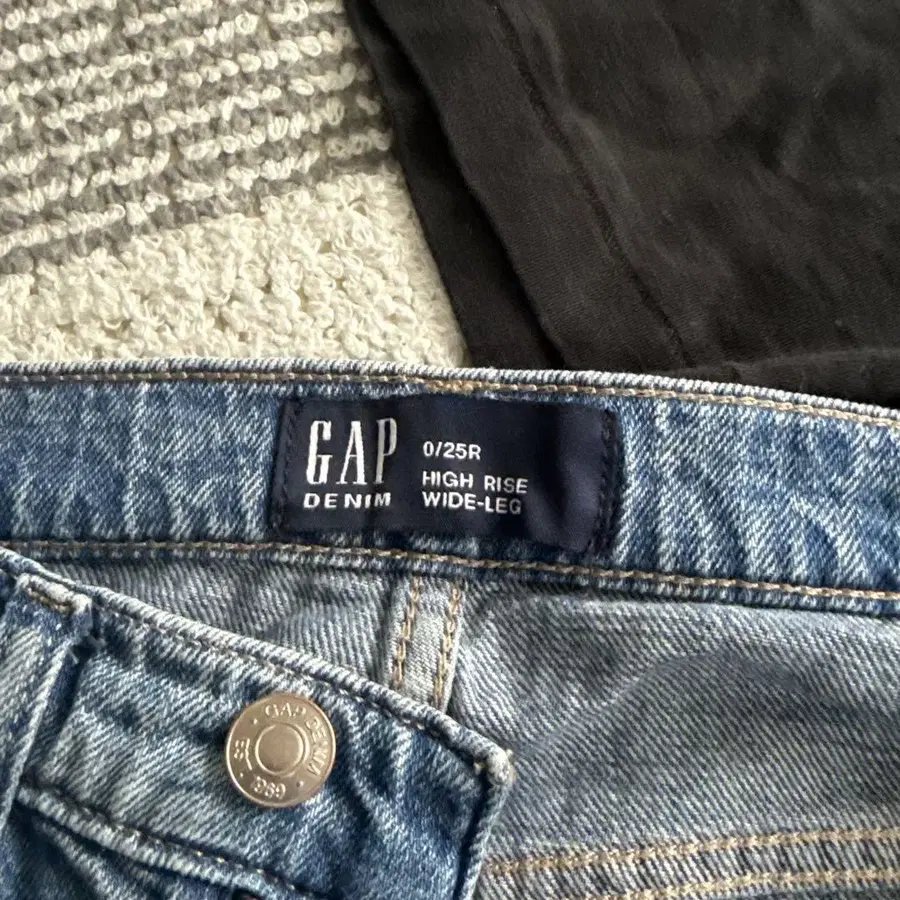 GAP
DENIM
0/25R
HIGH RISE
WIDE-LEG
GAP DENIM
1969